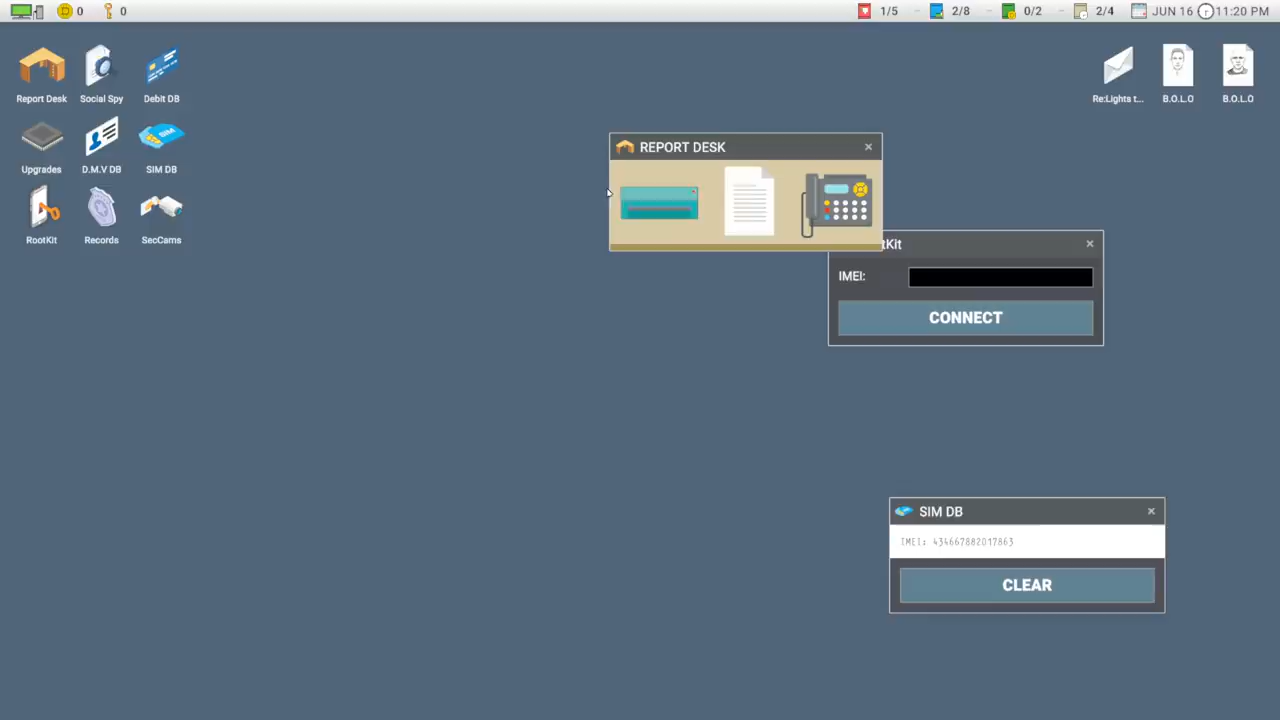 0 0 1/5 2/8 0/2 2/4 JUN 16 11:20 PM
Report Desk Social Spy Debit DB Re:Lights t... B.O.L.O B.O.L.O
Upgrades D.M.V DB SIM DB
RootKit Records SecCams
REPORT DESK
tKit
IMEI:
CONNECT
SIM DB
IMEI: 434667882017863
CLEAR